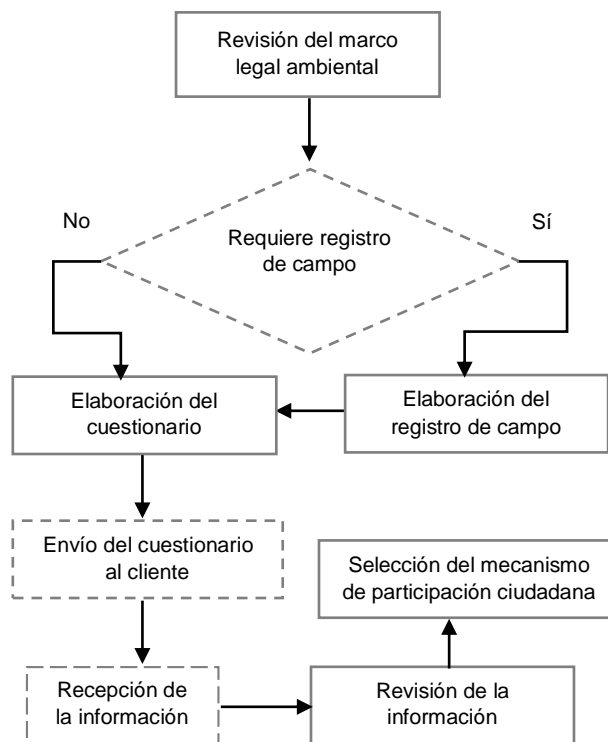 Revisión del marco
legal ambiental
No
Sí
Requiere registro
de campo
Elaboración del
cuestionario
Elaboración del
registro de campo
Envío del cuestionario
al cliente
Selección del mecanismo
de participación ciudadana
Recepción de
la información
Revisión de la
información